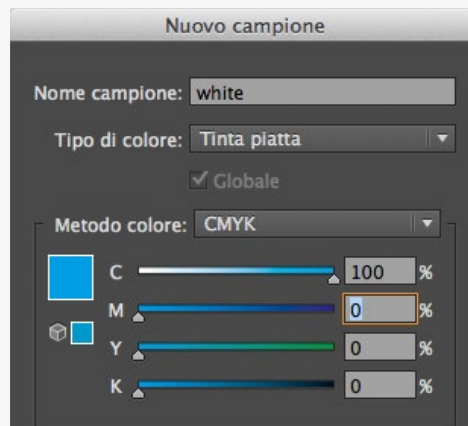 Nuovo campione
Nome campione: white
Tipo di colore: Tinta piatta
Globale
Metodo colore: CMYK
C 100 %
M 0 %
Y 0 %
K 0 %